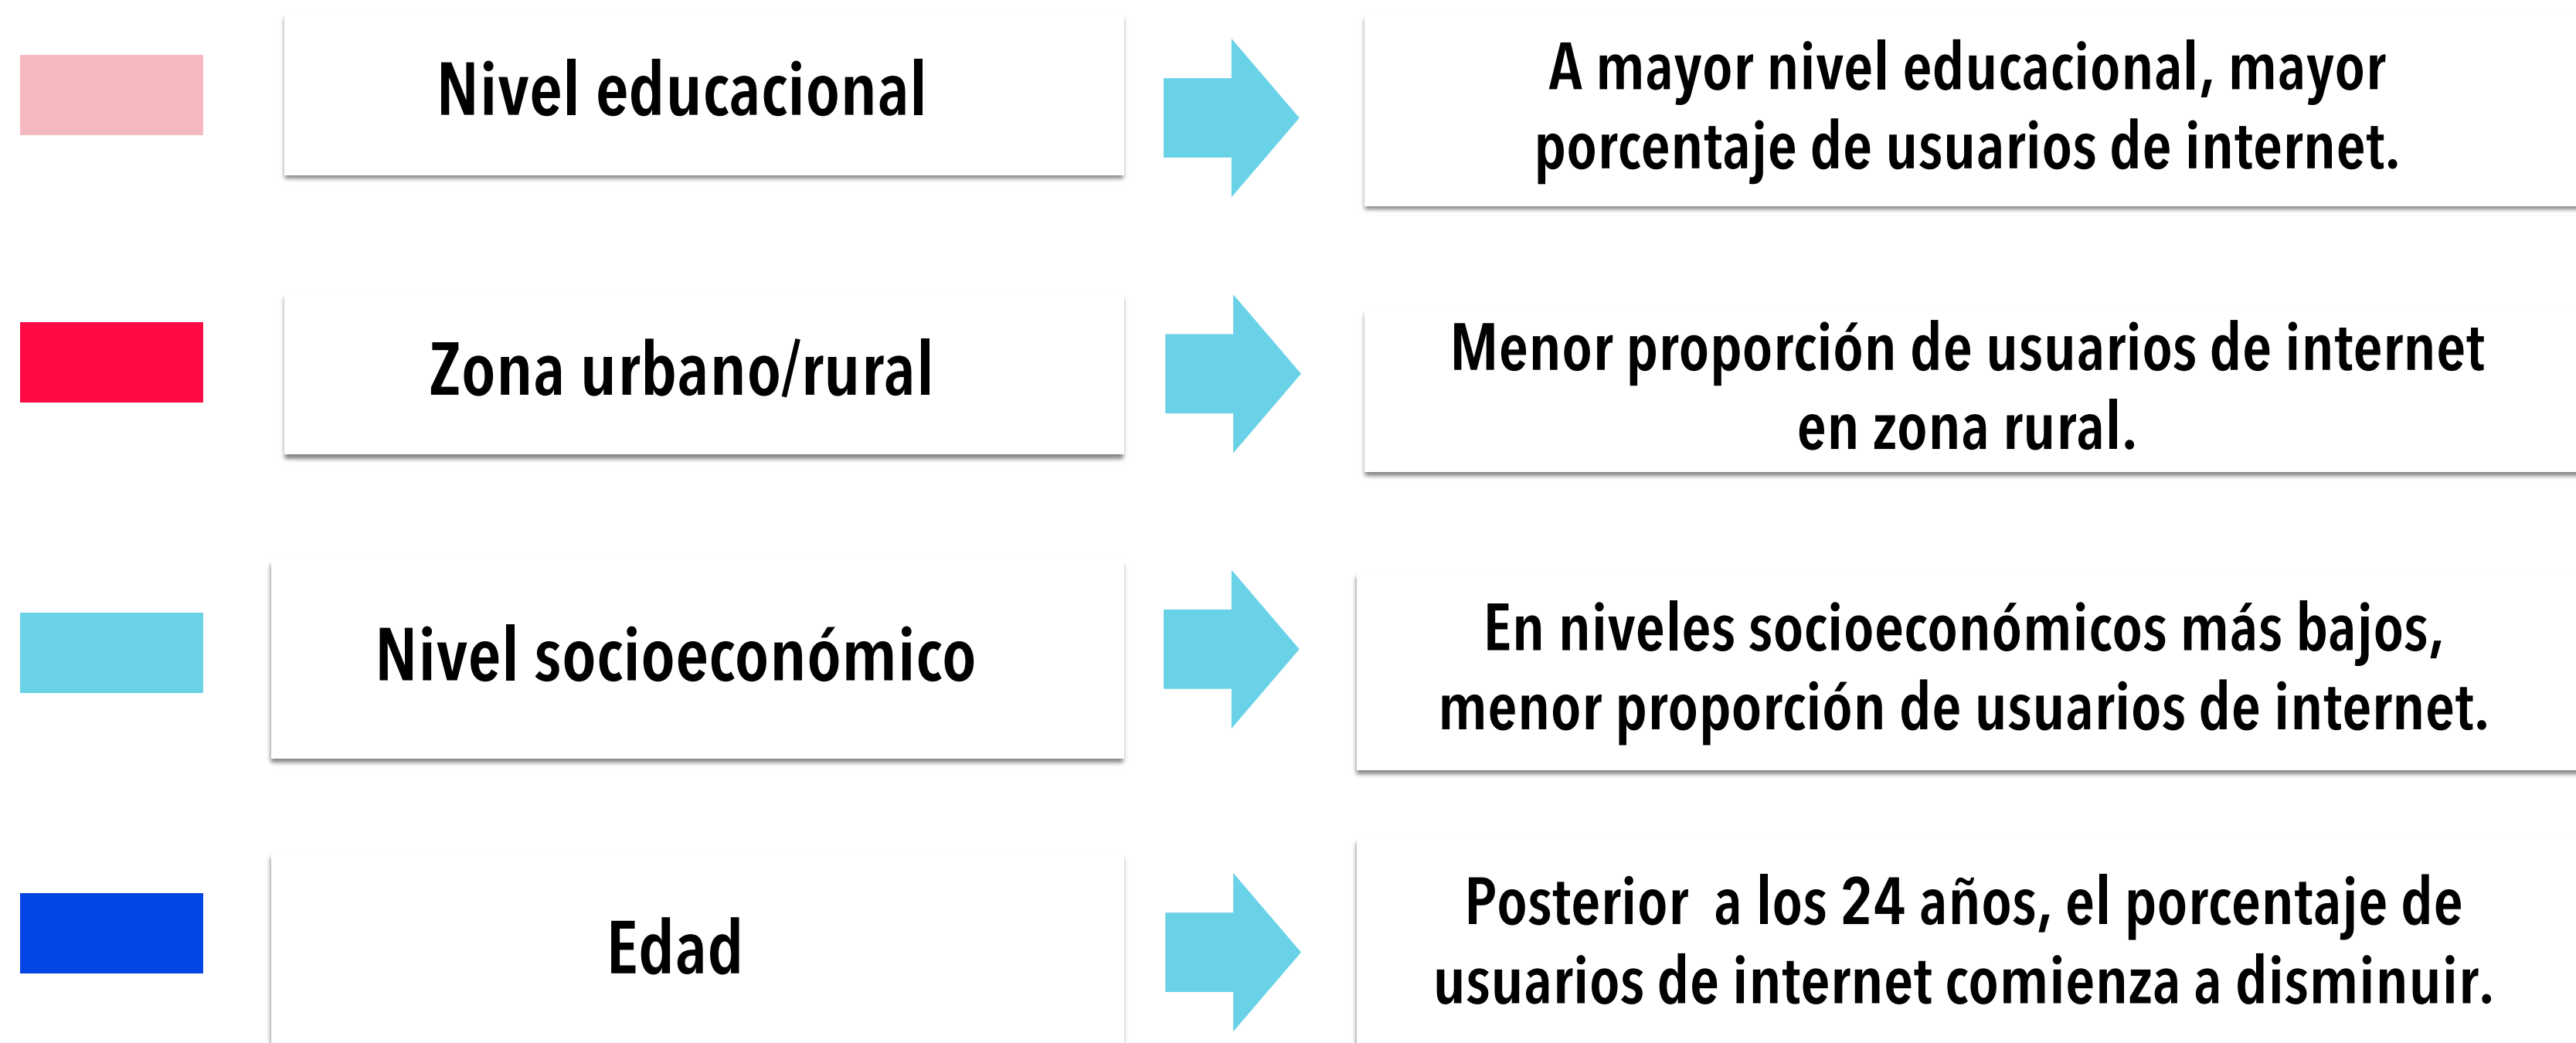 Nivel educacional
A mayor nivel educacional, mayor
porcentaje de usuarios de internet.
Zona urbano/rural
Menor proporción de usuarios de internet
en zona rural.
Nivel socioeconómico
En niveles socioeconómicos más bajos,
menor proporción de usuarios de internet.
Edad
Posterior  a los 24 años, el porcentaje de
usuarios de internet comienza a disminuir.